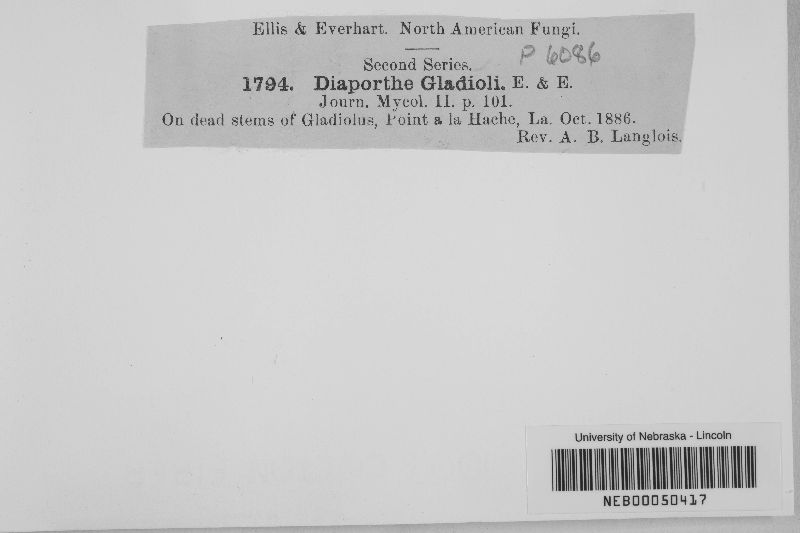 Ellis & Everhart. North American Fungi.
P 6086
Second Series.
1794. Diaporthe Gladioli. E. & E.
Journ. Mycol. II. p. 101.
On dead stems of Gladiolus, Point a la Hache, La. Oct. 1886.
Rev. A. B. Langlois.
University of Nebraska - Lincoln
NEB00050417